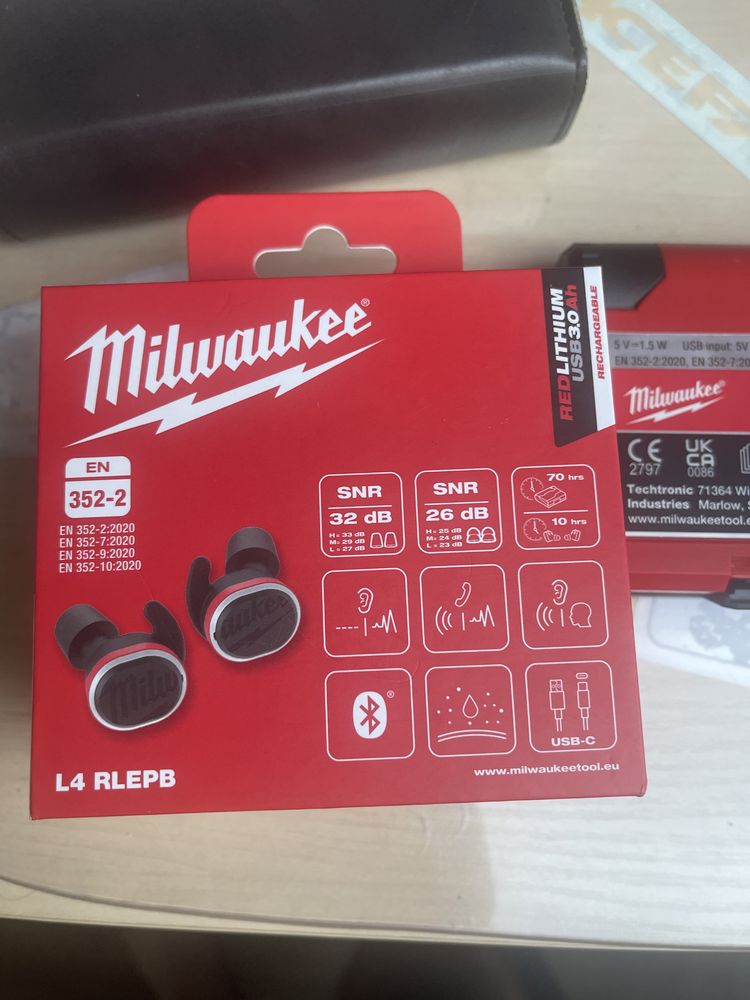 Milwaukee®
REDLITHIUM™
USB3.0Ah
RECHARGEABLE
EN
352-2
EN 352-2:2020
EN 352-7:2020
EN 352-9:2020
EN 352-10:2020
SNR
32 dB
H= 33 dB
M= 29 dB
L= 27 dB
SNR
26 dB
H= 25 dB
M= 24 dB
L= 23 dB
70 hrs
10 hrs
USB-C
L4 RLEPB
www.milwaukeetool.eu
5 V⎓1.5 W USB input: 5V
EN 352-2:2020, EN 352-7:20
Milwaukee®
CE
2797
UK
CA
0086
Techtronic 71364 Wi
Industries Marlow,
www.milwaukeetool.